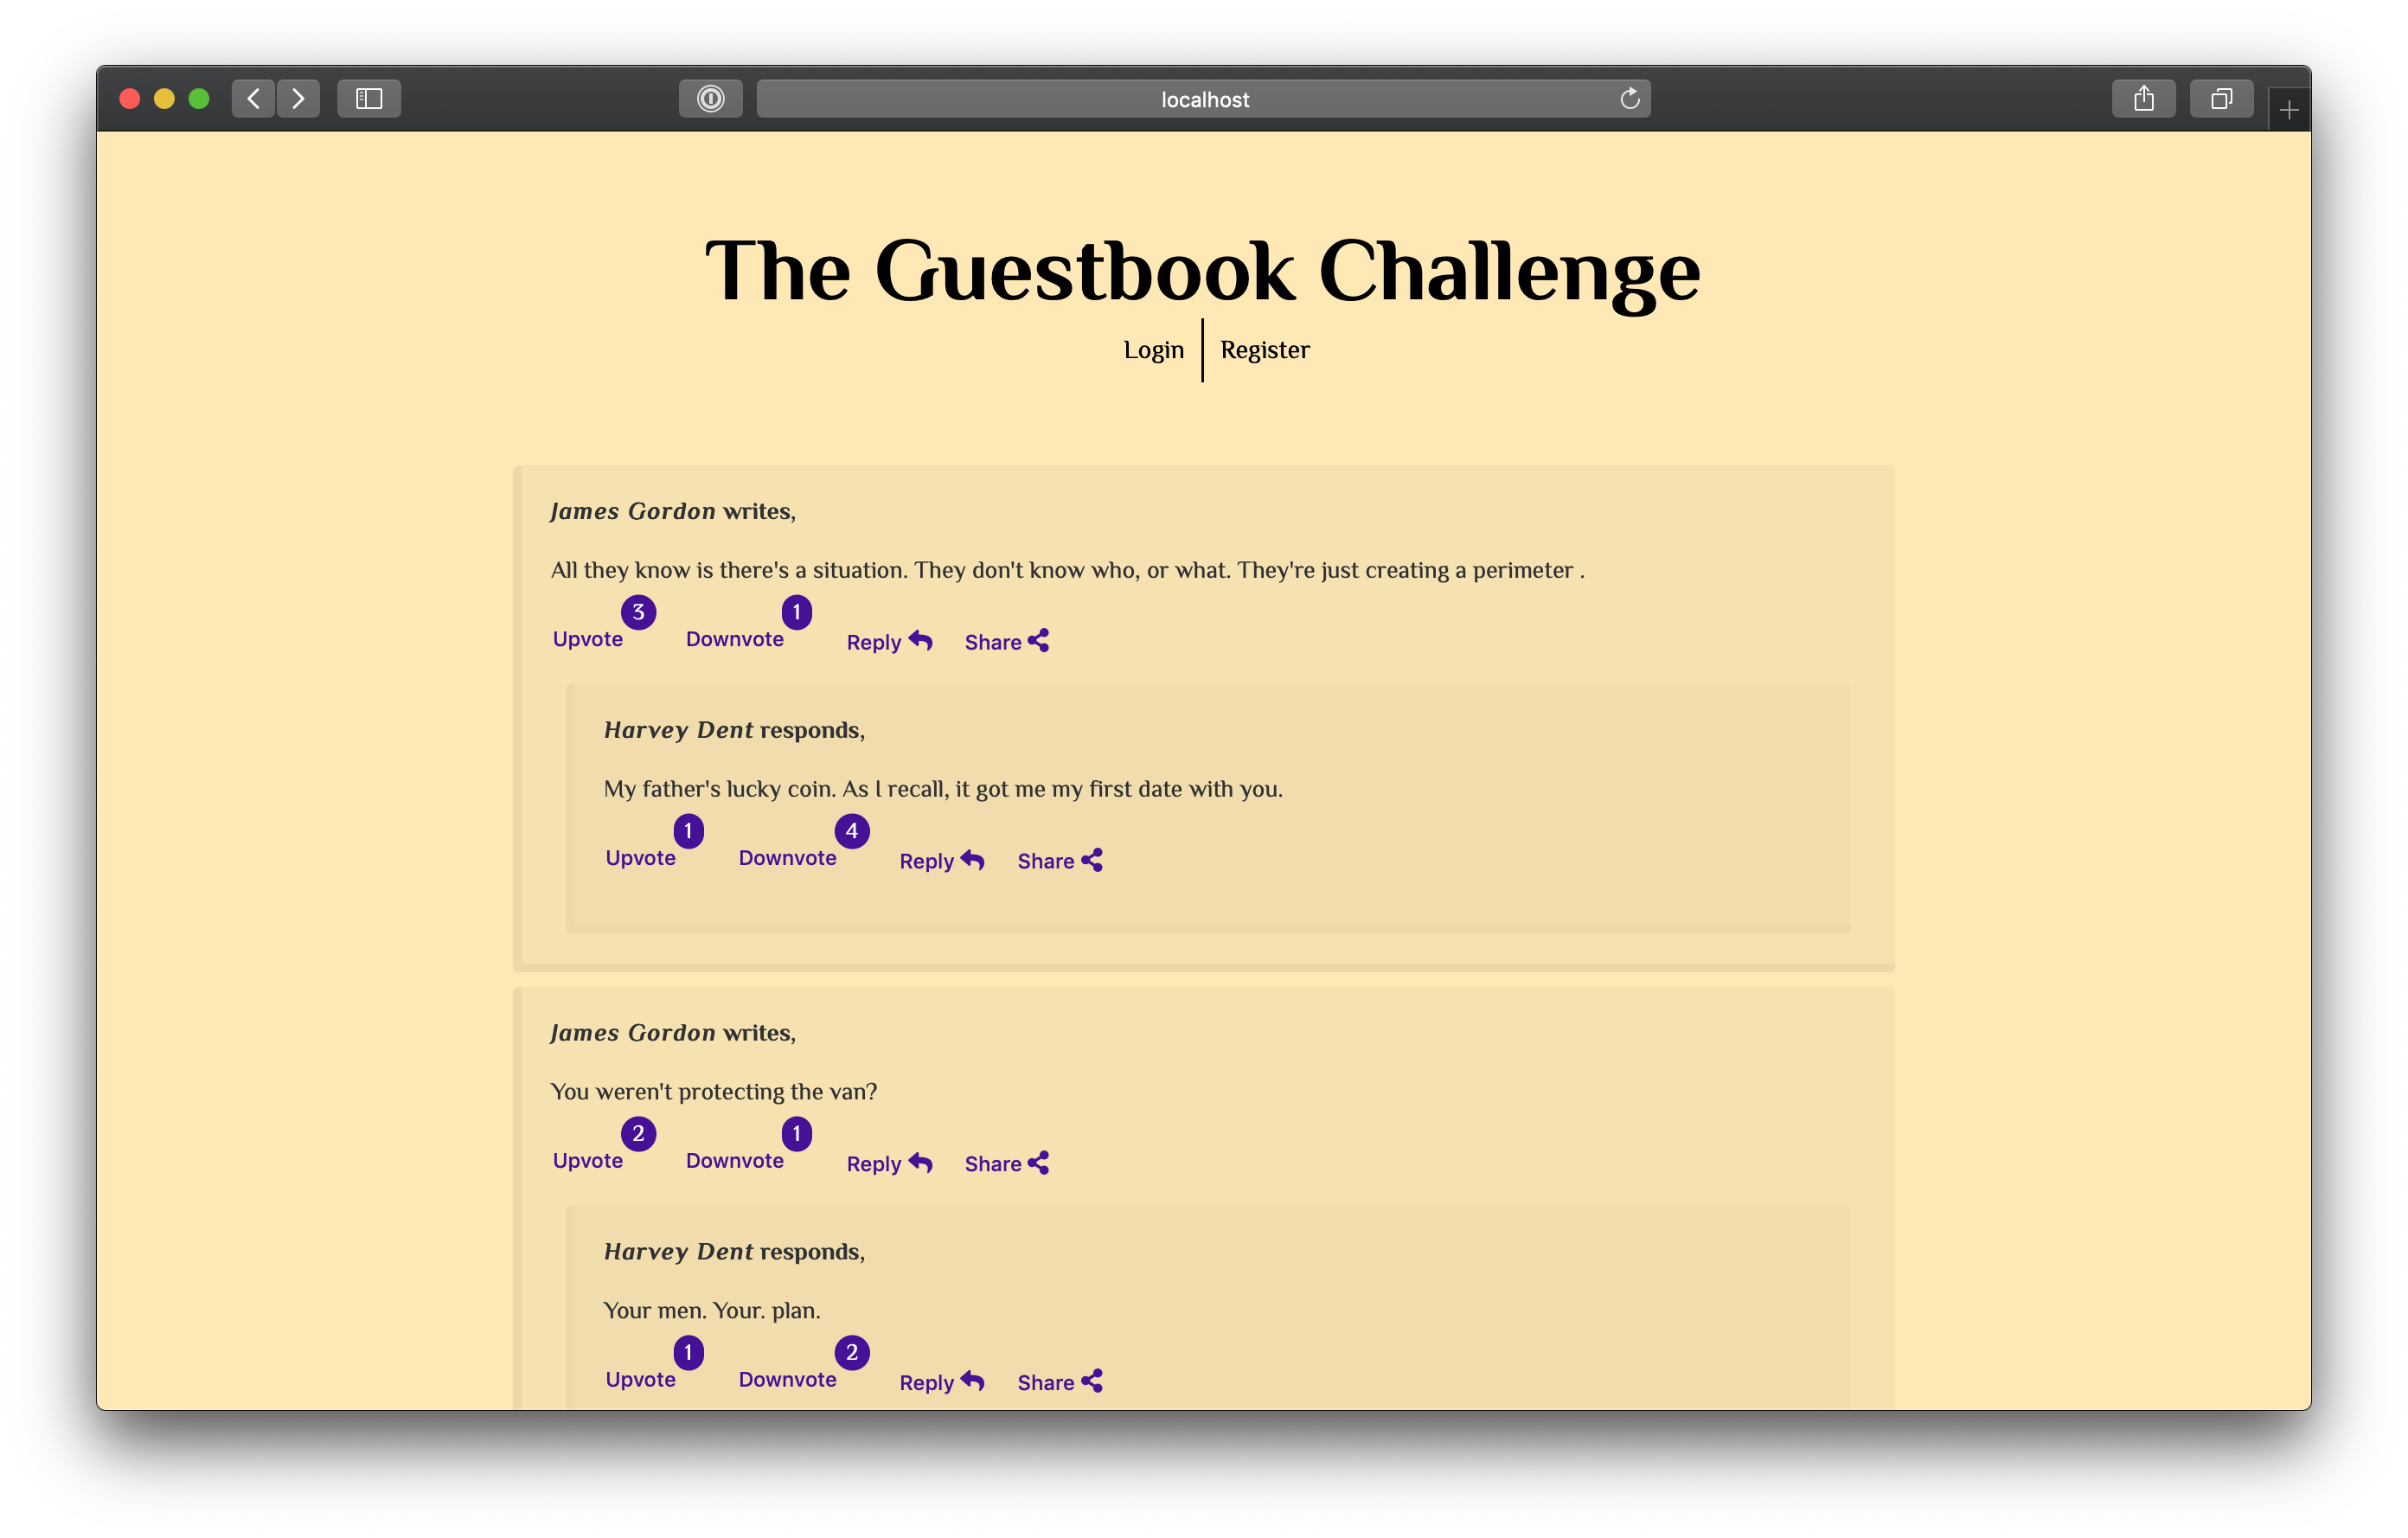 localhost
The Guestbook Challenge
Login Register
James Gordon writes,
All they know is there's a situation. They don't know who, or what. They're just creating a perimeter .
Upvote 3 Downvote 1 Reply Share
Harvey Dent responds,
My father's lucky coin. As I recall, it got me my first date with you.
Upvote 1 Downvote 4 Reply Share
James Gordon writes,
You weren't protecting the van?
Upvote 2 Downvote 1 Reply Share
Harvey Dent responds,
Your men. Your. plan.
Upvote 1 Downvote 2 Reply Share